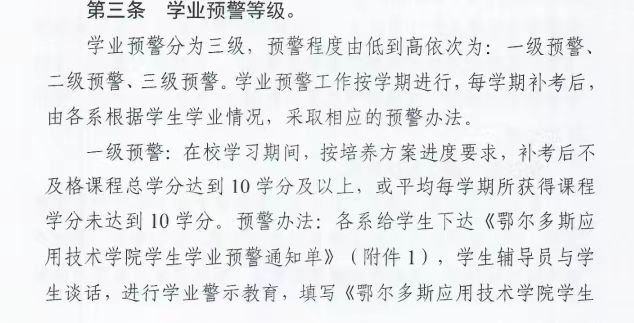 第三条　学业预警等级。
学业预警分为三级，预警程度由低到高依次为：一级预警、
二级预警、三级预警。学业预警工作按学期进行，每学期补考后，
由各系根据学生学业情况，采取相应的预警办法。
一级预警：在校学习期间，按培养方案进度要求，补考后不
及格课程总学分达到 10 学分及以上，或平均每学期所获得课程
学分未达到 10 学分。预警办法：各系给学生下达《鄂尔多斯应
用技术学院学生学业预警通知单》（附件 1），学生辅导员与学
生谈话，进行学业警示教育，填写《鄂尔多斯应用技术学院学生